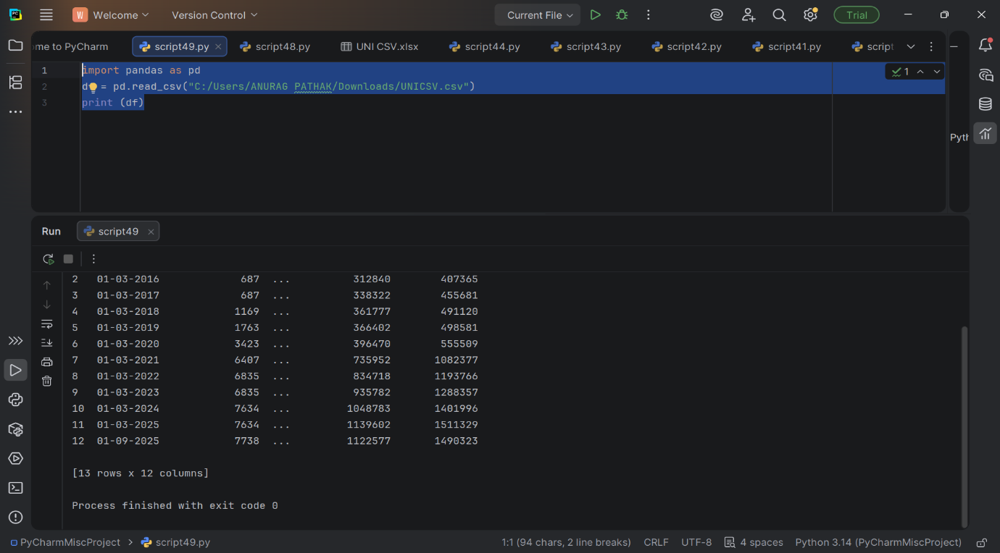 W Welcome Version Control Current File Trial
me to PyCharm script49.py script48.py UNI CSV.xlsx script44.py script43.py script42.py script41.py script
1 import pandas as pd 1
2 d = pd.read_csv("C:/Users/ANURAG PATHAK/Downloads/UNICSV.csv")
3 print (df)
Pyth
Run script49
2 01-03-2016 687 ... 312840 407365
3 01-03-2017 687 ... 338322 455681
4 01-03-2018 1169 ... 361777 491120
5 01-03-2019 1763 ... 366402 498581
6 01-03-2020 3423 ... 396470 555509
7 01-03-2021 6407 ... 735952 1082377
8 01-03-2022 6835 ... 834718 1193766
9 01-03-2023 6835 ... 935782 1288357
10 01-03-2024 7634 ... 1048783 1401996
11 01-03-2025 7634 ... 1139602 1511329
12 01-09-2025 7738 ... 1122577 1490323
[13 rows x 12 columns]
Process finished with exit code 0
PyCharmMiscProject > script49.py 1:1 (94 chars, 2 line breaks) CRLF UTF-8 4 spaces Python 3.14 (PyCharmMiscProject)